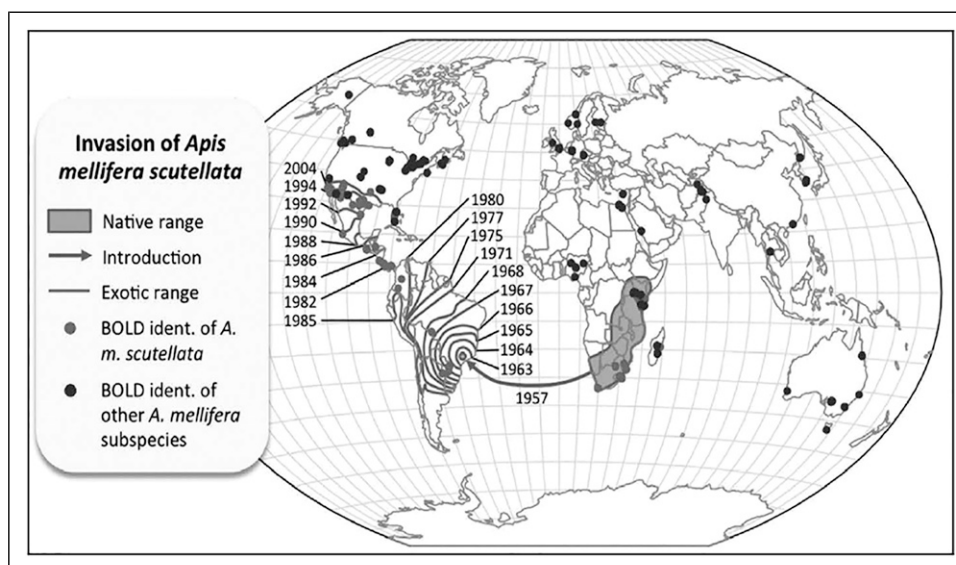 Invasion of Apis
mellifera scutellata
Native range
Introduction
Exotic range
BOLD ident. of A.
m. scutellata
BOLD ident. of
other A. mellifera
subspecies
2004
1994
1992
1990
1988
1986
1984
1982
1985
1980
1977
1975
1971
1968
1967
1966
1965
1964
1963
1957